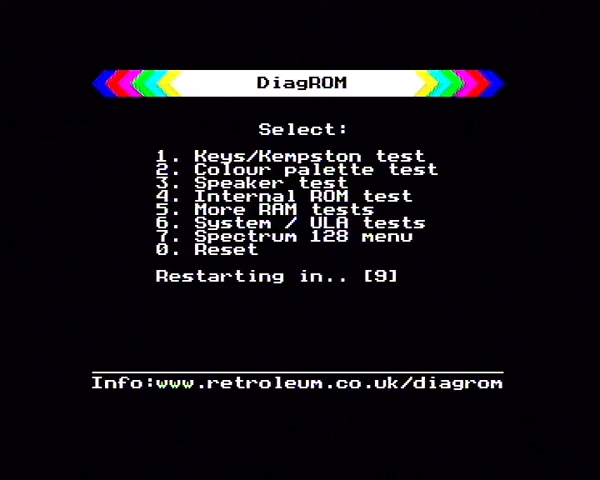 DiagROM
Select:
1. Keys/Kempston test
2. Colour palette test
3. Speaker test
4. Internal ROM test
5. More RAM tests
6. System / ULA tests
7. Spectrum 128 menu
0. Reset
Restarting in.. [9]
Info:www.retroleum.co.uk/diagrom